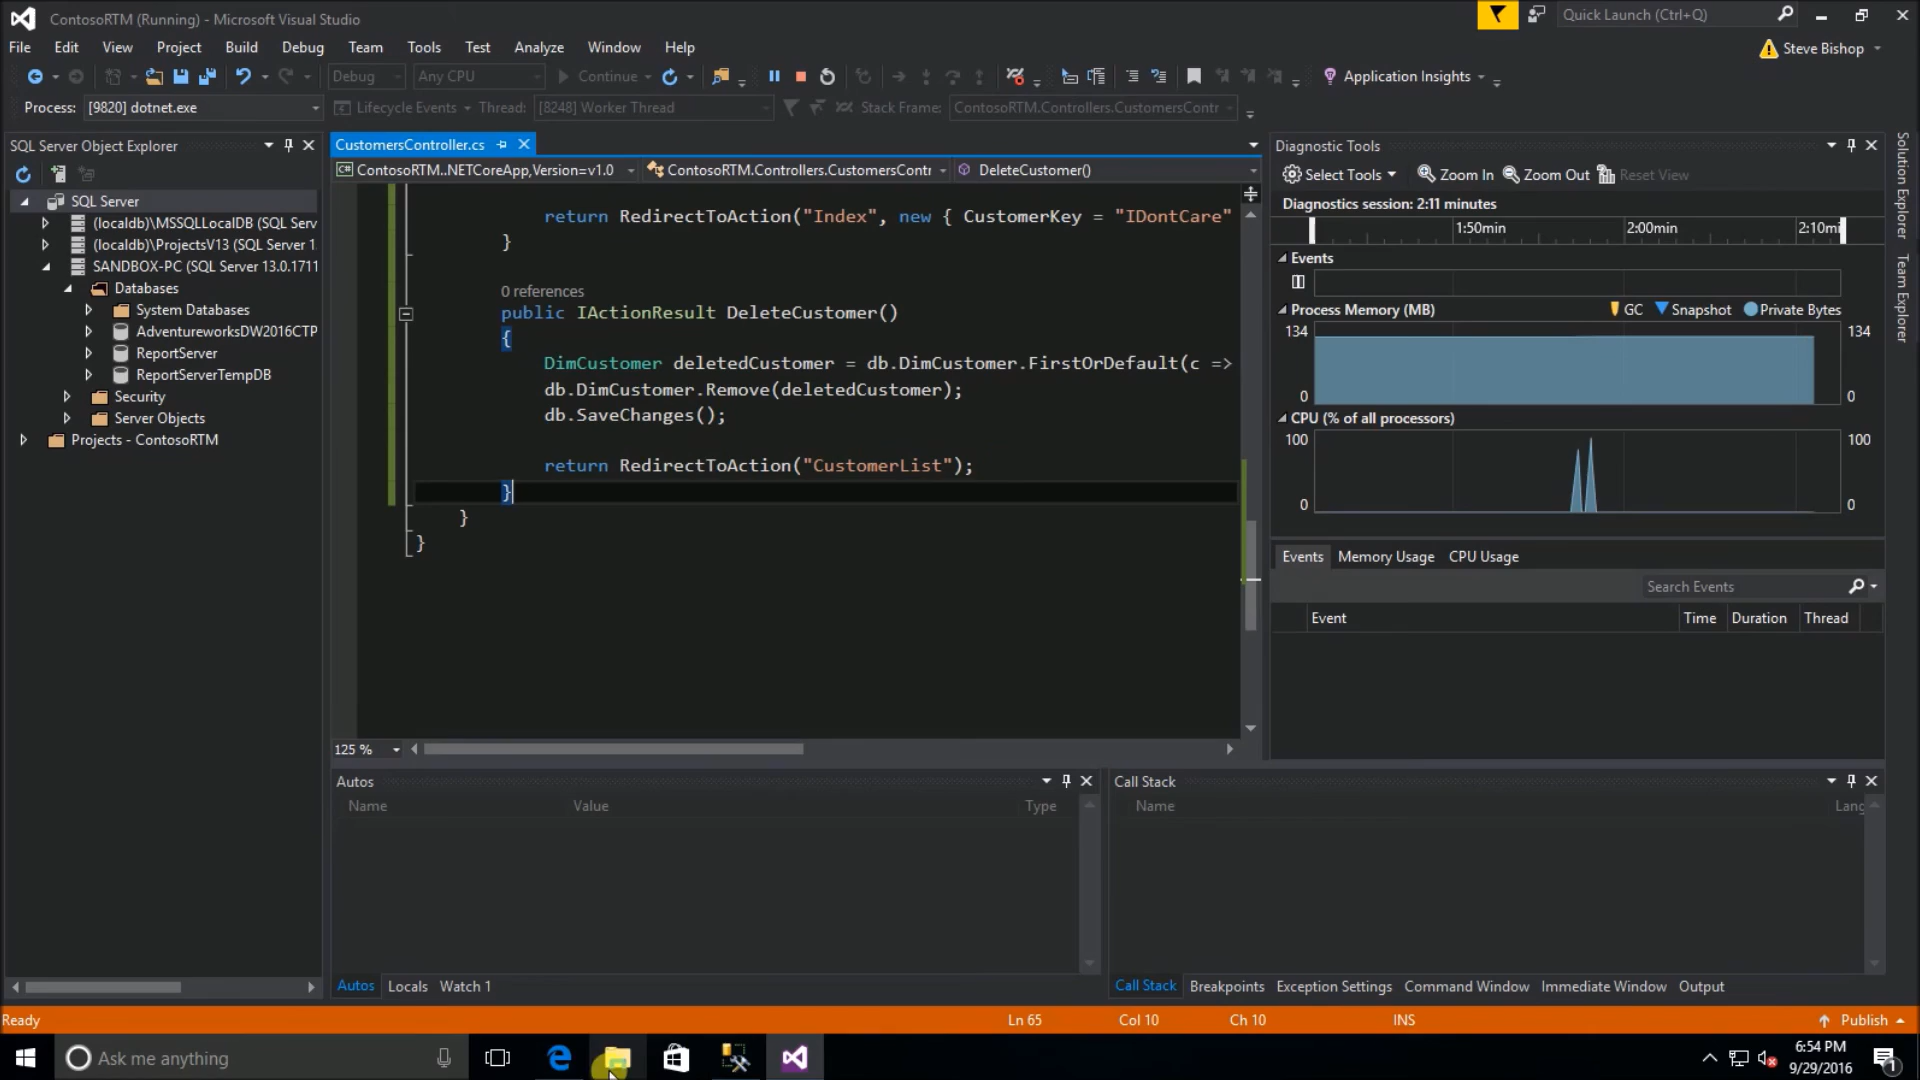 ContosoRTM (Running) - Microsoft Visual Studio
Quick Launch (Ctrl+Q)
File Edit View Project Build Debug Team Tools Test Analyze Window Help
Steve Bishop
Debug Any CPU Continue Application Insights
Process: [9820] dotnet.exe Lifecycle Events Thread: [8248] Worker Thread Stack Frame: ContosoRTM.Controllers.CustomersContr
SQL Server Object Explorer
SQL Server
(localdb)\MSSQLLocalDB (SQL Serv
(localdb)\ProjectsV13 (SQL Server 1
SANDBOX-PC (SQL Server 13.0.1711
Databases
System Databases
AdventureworksDW2016CTP
ReportServer
ReportServerTempDB
Security
Server Objects
Projects - ContosoRTM
CustomersController.cs
C# ContosoRTM..NETCoreApp,Version=v1.0 ContosoRTM.Controllers.CustomersContr DeleteCustomer()
return RedirectToAction("Index", new { CustomerKey = "IDontCare"
}
0 references
public IActionResult DeleteCustomer()
{
DimCustomer deletedCustomer = db.DimCustomer.FirstOrDefault(c =>
db.DimCustomer.Remove(deletedCustomer);
db.SaveChanges();
return RedirectToAction("CustomerList");
}
}
}
125 %
Diagnostic Tools
Select Tools Zoom In Zoom Out Reset View
Diagnostics session: 2:11 minutes
1:50min 2:00min 2:10mi
Events
Process Memory (MB) GC Snapshot Private Bytes
134 134
0 0
CPU (% of all processors)
100 100
0 0
Events Memory Usage CPU Usage
Search Events
Event Time Duration Thread
Solution Explorer
Team Explorer
Autos
Name Value Type
Autos Locals Watch 1
Call Stack
Name Lang
Call Stack Breakpoints Exception Settings Command Window Immediate Window Output
Ready Ln 65 Col 10 Ch 10 INS Publish
Ask me anything
6:54 PM
9/29/2016
1